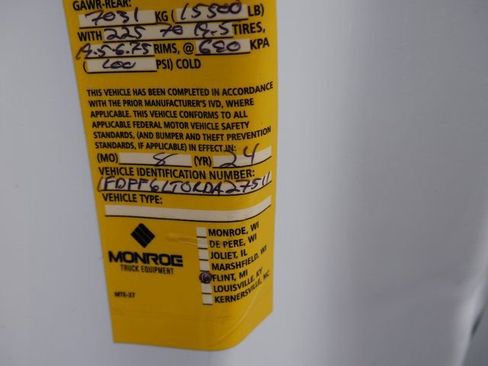 GAWR-REAR:
7031 KG (15500 LB)
WITH 225 70 19.5 TIRES,
19.5-6.75 RIMS, @ 680 KPA
(100 PSI) COLD
THIS VEHICLE HAS BEEN COMPLETED IN ACCORDANCE
WITH THE PRIOR MANUFACTURER'S IVD, WHERE
APPLICABLE. THIS VEHICLE CONFORMS TO ALL
APPLICABLE FEDERAL MOTOR VEHICLE SAFETY
STANDARDS, (AND BUMPER AND THEFT PREVENTION
STANDARDS, IF APPLICABLE) IN EFFECT IN:
(MO) 8 (YR) 24
VEHICLE IDENTIFICATION NUMBER:
VEHICLE TYPE:
MONROE
TRUCK EQUIPMENT
MTE-37
MONROE, WI
DE PERE, WI
JOLIET, IL
MARSHFIELD, WI
FLINT, MI
LOUISVILLE, KY
KERNERSVILLE, NC